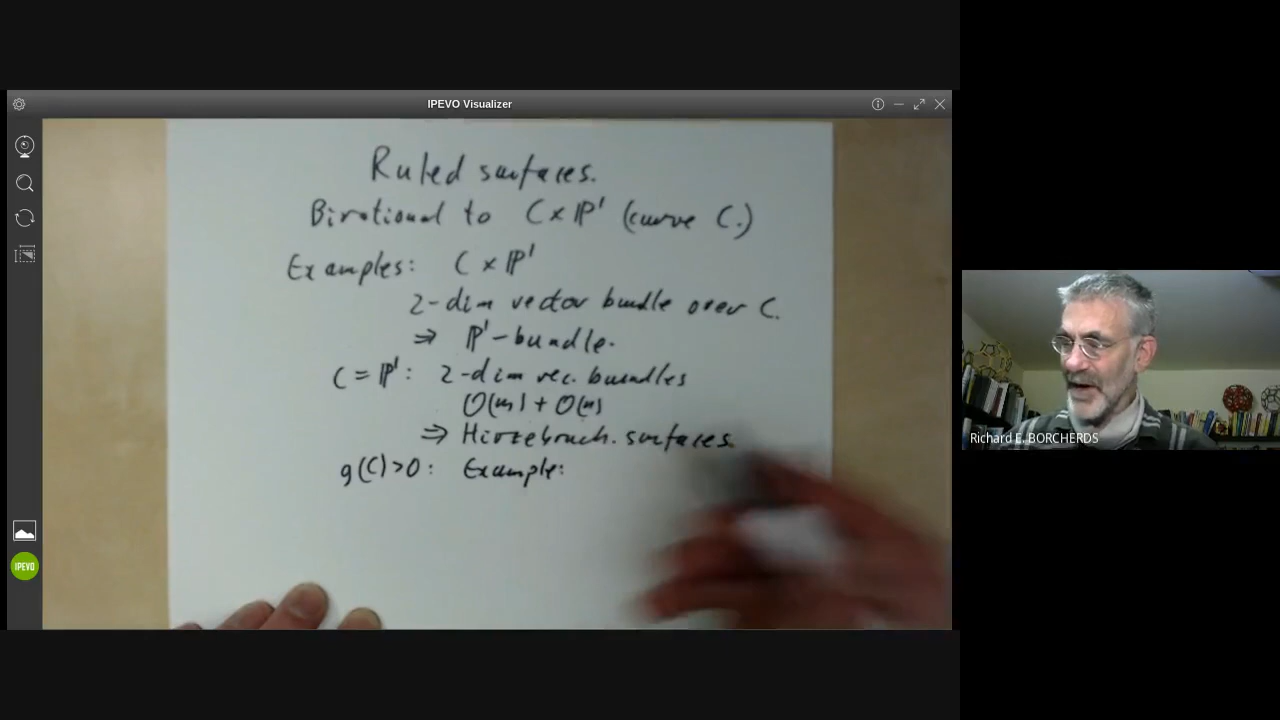 IPEVO Visualizer
Ruled surfaces.
Birational to C × ℙ¹ (curve C.)
Examples: C × ℙ¹
2-dim vector bundle over C.
⇒ ℙ¹-bundle.
C = ℙ¹: 2-dim vec. bundles
O(m) + O(n)
⇒ Hirzebruch. surfaces.
g(C) > 0: Example:
IPEVO
Richard E. BORCHERDS